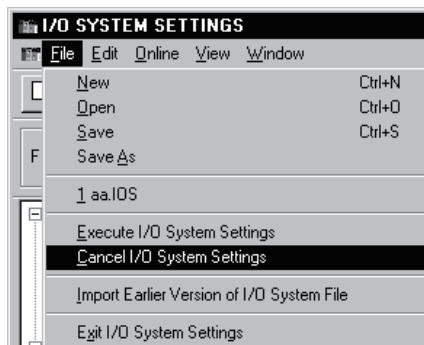 I/O SYSTEM SETTINGS
File Edit Online View Window
New Ctrl+N
Open Ctrl+O
Save Ctrl+S
Save As
F
1 aa.IOS
Execute I/O System Settings
Cancel I/O System Settings
Import Earlier Version of I/O System File
Exit I/O System Settings